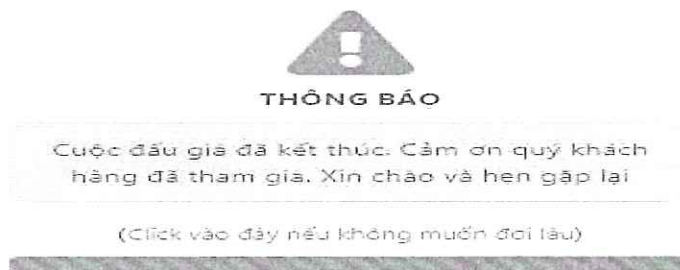 THÔNG BÁO
Cuộc đấu giá đã kết thúc. Cảm ơn quý khách
hàng đã tham gia. Xin chào và hẹn gặp lại
(Click vào đây nếu không muốn đợi lâu)